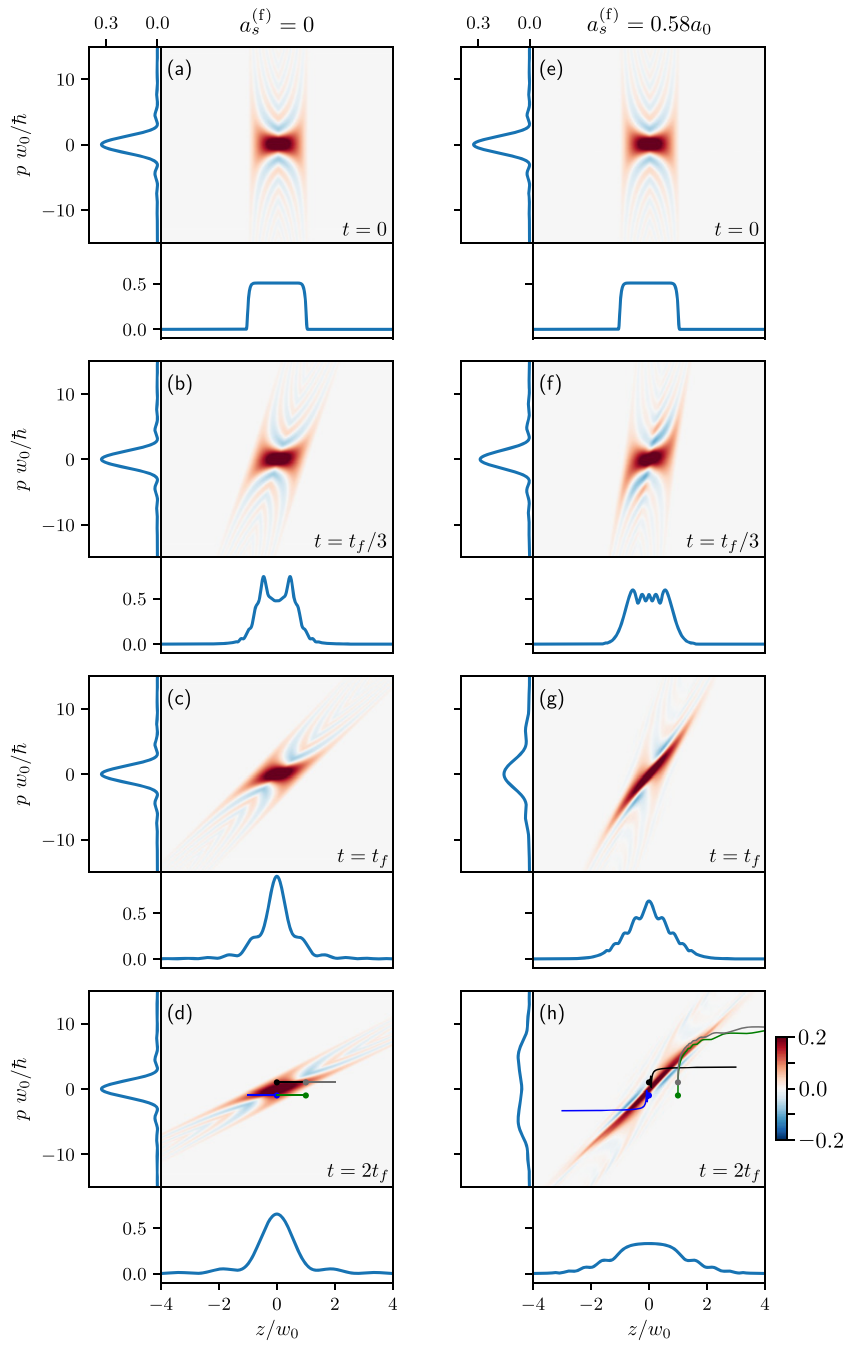 0.3 0.0 a_s^(f) = 0
0.3 0.0 a_s^(f) = 0.58a_0
(a) (e)
10
0
−10
p w_0/ħ
t = 0 t = 0
0.5
0.0
(b) (f)
10
0
−10
p w_0/ħ
t = t_f/3 t = t_f/3
0.5
0.0
(c) (g)
10
0
−10
p w_0/ħ
t = t_f t = t_f
0.5
0.0
(d) (h)
10
0
−10
p w_0/ħ
t = 2t_f t = 2t_f
0.2
0.0
−0.2
0.5
0.0
−4 −2 0 2 4 −4 −2 0 2 4
z/w_0 z/w_0